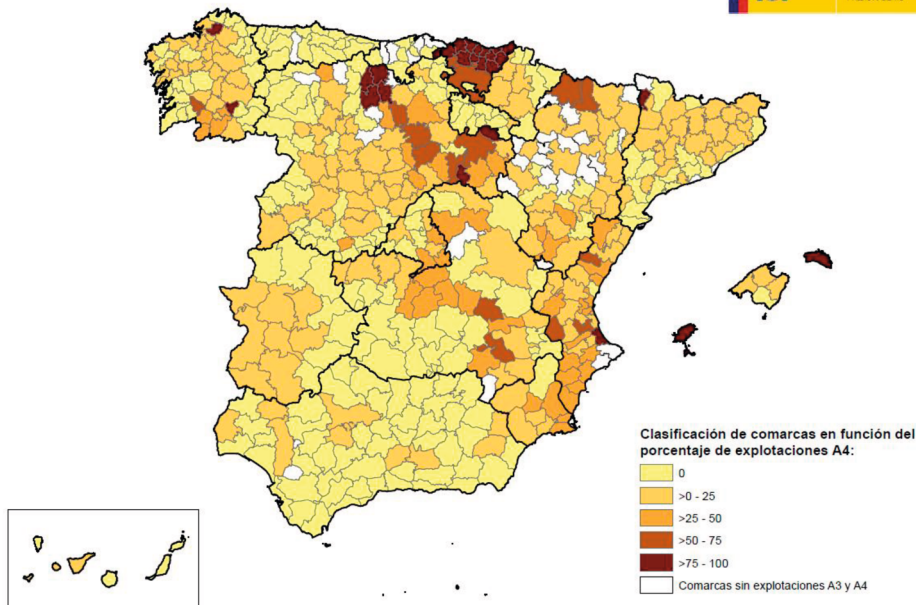 Clasificación de comarcas en función del
porcentaje de explotaciones A4:
0
>0 - 25
>25 - 50
>50 - 75
>75 - 100
Comarcas sin explotaciones A3 y A4